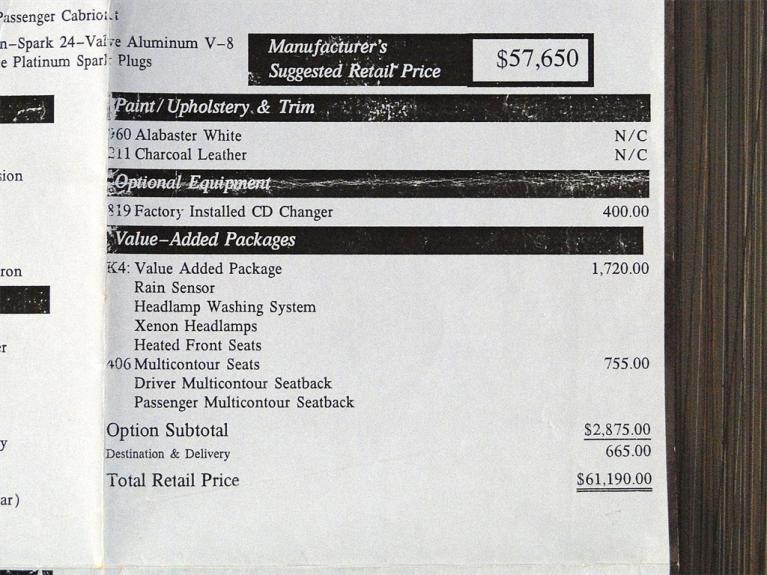 Passenger Cabriolet
n-Spark 24-Valve Aluminum V-8
e Platinum Spark Plugs
Manufacturer's
Suggested Retail Price
$57,650
Paint/Upholstery & Trim
960 Alabaster White N/C
211 Charcoal Leather N/C
sion
Optional Equipment
819 Factory Installed CD Changer 400.00
Value-Added Packages
ron
K4: Value Added Package 1,720.00
Rain Sensor
Headlamp Washing System
Xenon Headlamps
r
Heated Front Seats
406 Multicontour Seats 755.00
Driver Multicontour Seatback
Passenger Multicontour Seatback
Option Subtotal $2,875.00
y
Destination & Delivery 665.00
Total Retail Price $61,190.00
ar)